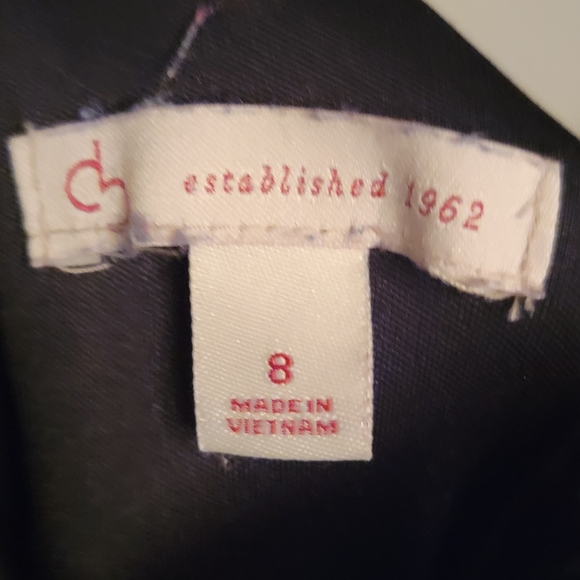 established 1962
8
MADE IN
VIETNAM